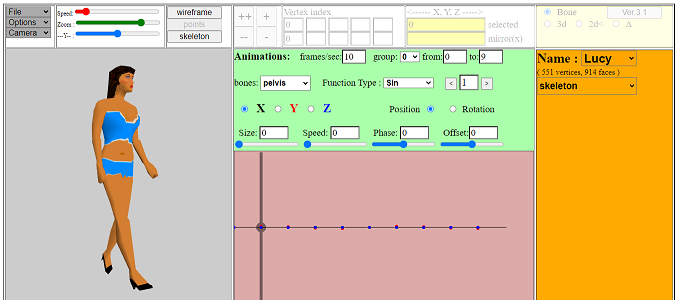 File
Options
Camera
Speed:
Zoom :
---Y--:
wireframe
points
skeleton
++ +
-- -
Vertex index
0
0
<------ X, Y, Z ----->
0 selected
mirror(x)
Bone Ver 3.1
3d 2d< Δ
Animations: frames/sec: 10 group: 0 from: 0 to: 9
bones: pelvis Function Type : Sin < 1 >
X Y Z Position Rotation
Size: 0 Speed: 0 Phase: 0 Offset: 0
Name : Lucy
( 551 vertices, 914 faces )
skeleton